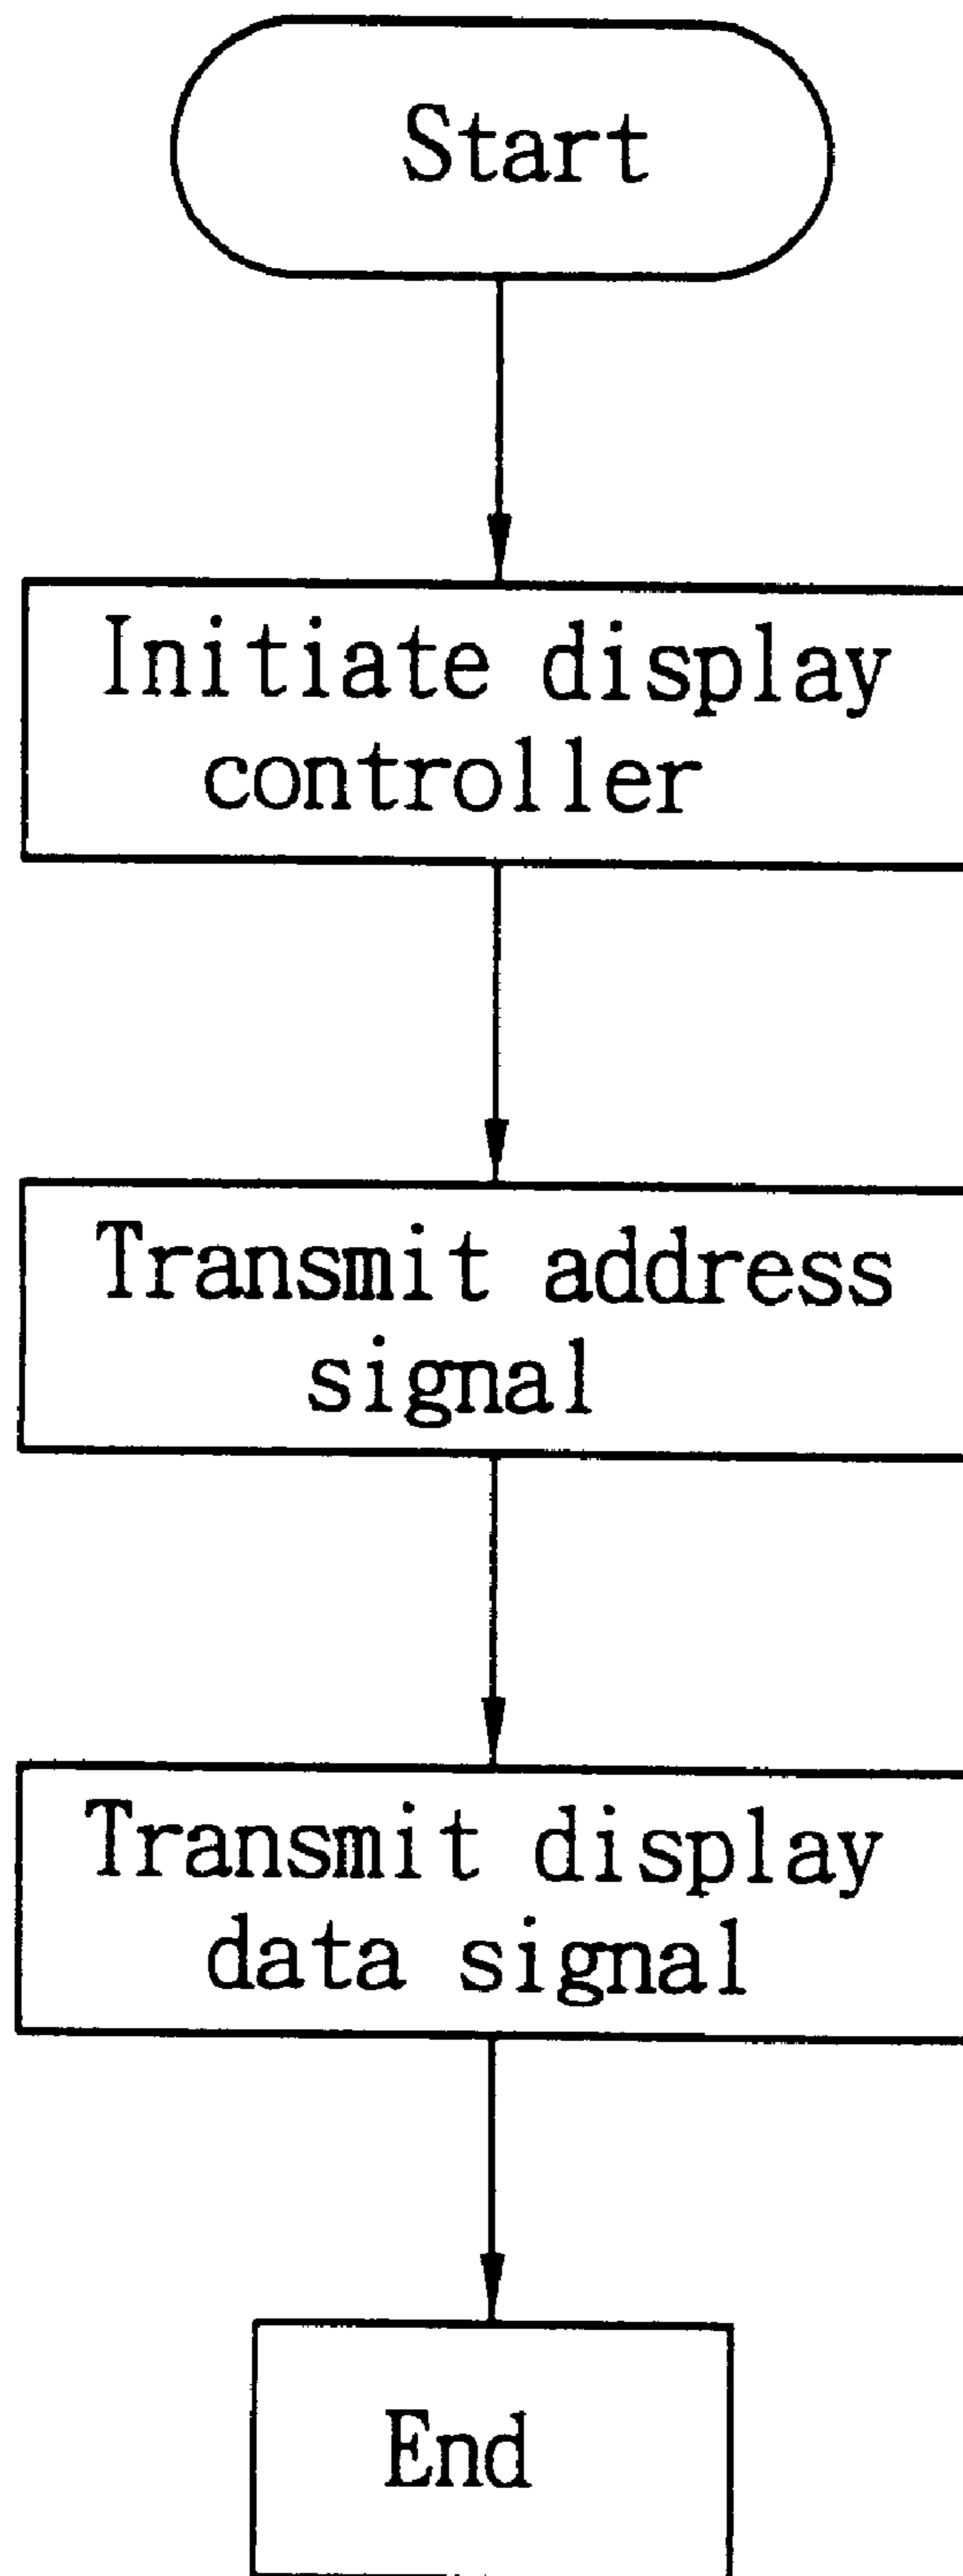 Start
Initiate display
controller
Transmit address
signal
Transmit display
data signal
End